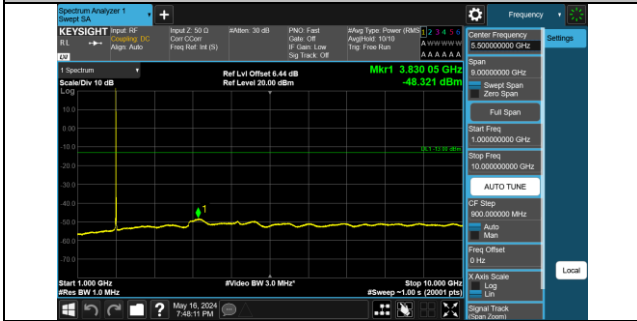 Spectrum Analyzer 1
Swept SA
Frequency
KEYSIGHT
Input: RF
Coupling: DC
Align: Auto
Input Z: 50 Ω
Corr CCorr
Freq Ref: Int (S)
#Atten: 30 dB
PNO: Fast
Gate: Off
IF Gain: Low
Sig Track: Off
#Avg Type: Power (RMS
Avg|Hold: 10/10
Trig: Free Run
1 2 3 4 5 6
A W W W W W
A A A A A A
RL
1 Spectrum
Scale/Div 10 dB
Ref Lvl Offset 6.44 dB
Ref Level 20.00 dBm
Mkr1 3.830 05 GHz
-48.321 dBm
Log
10.0
0.00
-10.0
DL1 -13.00 dBm
-20.0
-30.0
-40.0
1
-50.0
-60.0
-70.0
Start 1.000 GHz
#Res BW 1.0 MHz
#Video BW 3.0 MHz*
Stop 10.000 GHz
#Sweep ~1.00 s (20001 pts)
May 16, 2024
7:48:11 PM
Center Frequency
5.500000000 GHz
Span
9.00000000 GHz
Swept Span
Zero Span
Full Span
Start Freq
1.000000000 GHz
Stop Freq
10.000000000 GHz
AUTO TUNE
CF Step
900.000000 MHz
Auto
Man
Freq Offset
0 Hz
X Axis Scale
Log
Lin
Signal Track
(Span Zoom)
Settings
Local